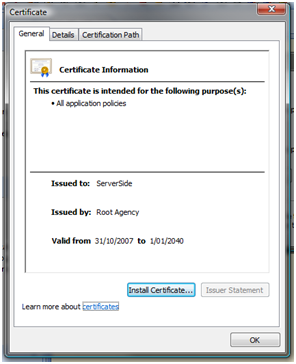 Certificate
General
Details
Certification Path
Certificate Information
This certificate is intended for the following purpose(s):
• All application policies
Issued to: ServerSide
Issued by: Root Agency
Valid from 31/10/2007 to 1/01/2040
Install Certificate...
Issuer Statement
Learn more about certificates
OK